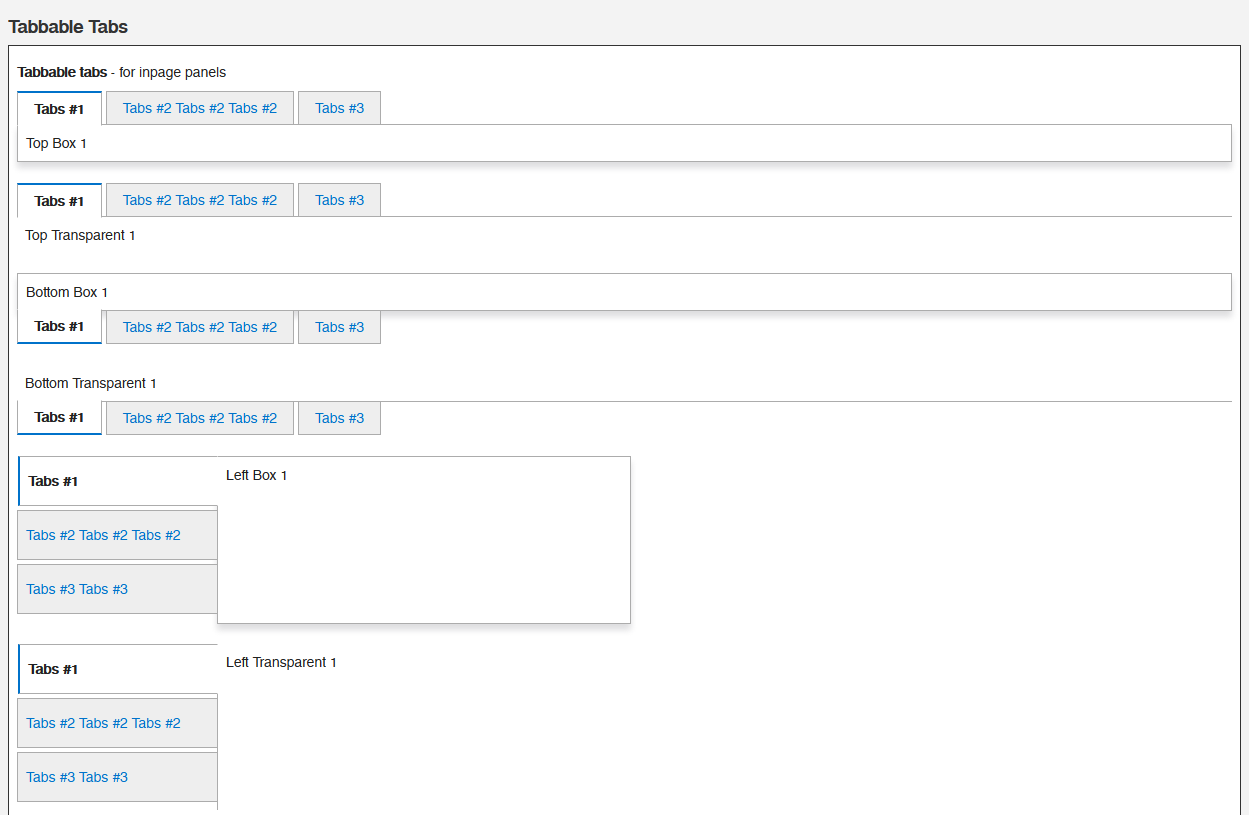 Tabbable Tabs
Tabbable tabs - for inpage panels
Tabs #1 Tabs #2 Tabs #2 Tabs #2 Tabs #3
Top Box 1
Tabs #1 Tabs #2 Tabs #2 Tabs #2 Tabs #3
Top Transparent 1
Bottom Box 1
Tabs #1 Tabs #2 Tabs #2 Tabs #2 Tabs #3
Bottom Transparent 1
Tabs #1 Tabs #2 Tabs #2 Tabs #2 Tabs #3
Tabs #1
Left Box 1
Tabs #2 Tabs #2 Tabs #2
Tabs #3 Tabs #3
Tabs #1
Left Transparent 1
Tabs #2 Tabs #2 Tabs #2
Tabs #3 Tabs #3